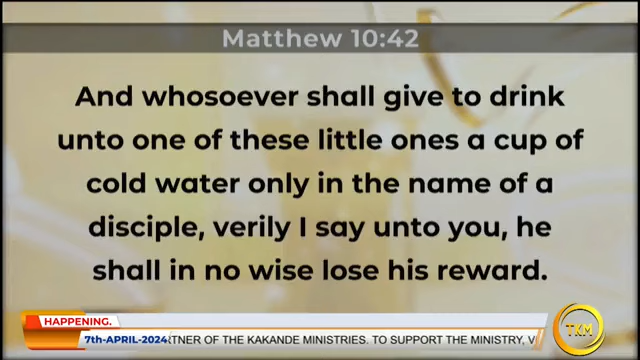 Matthew 10:42
And whosoever shall give to drink
unto one of these little ones a cup of
cold water only in the name of a
disciple, verily I say unto you, he
shall in no wise lose his reward.
HAPPENING.
7th-APRIL-2024 OF THE KAKANDE MINISTRIES. TO SUPPORT THE MINISTRY,
TKM